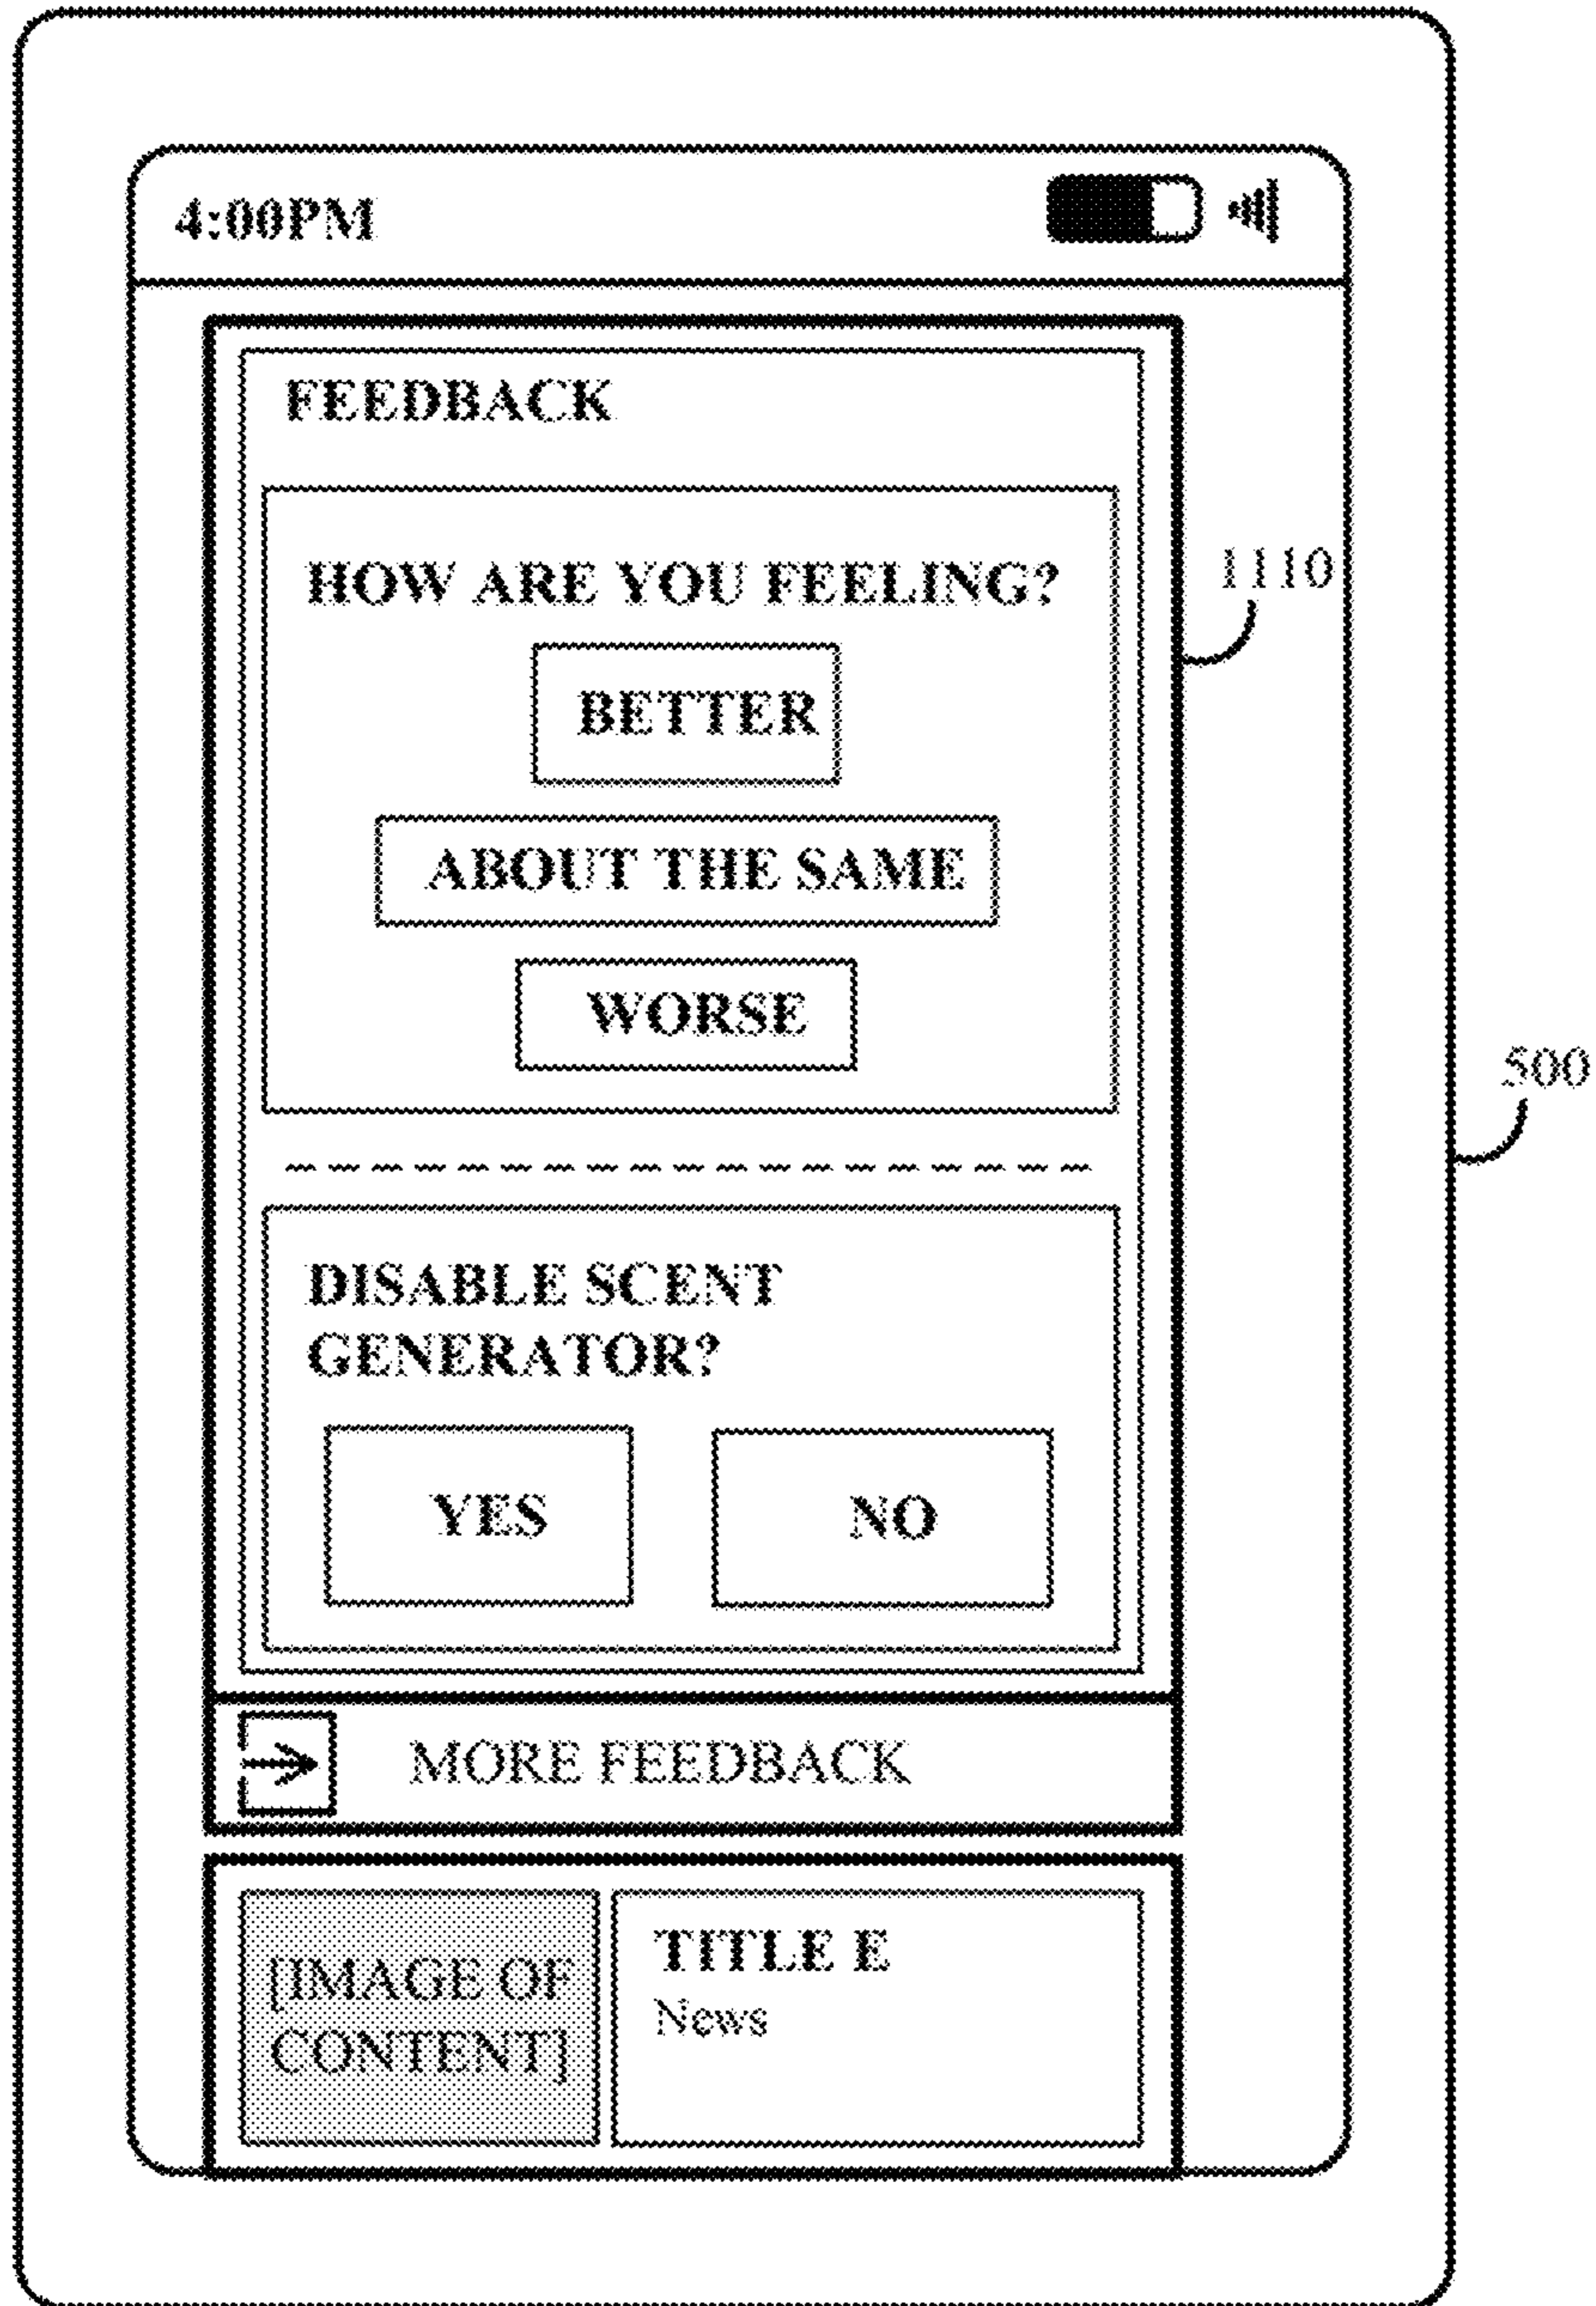 4:00PM
FEEDBACK
HOW ARE YOU FEELING?
1110
BETTER
ABOUT THE SAME
WORSE
500
DISABLE SCENT
GENERATOR?
YES NO
MORE FEEDBACK
[IMAGE OF
CONTENT]
TITLE E
News